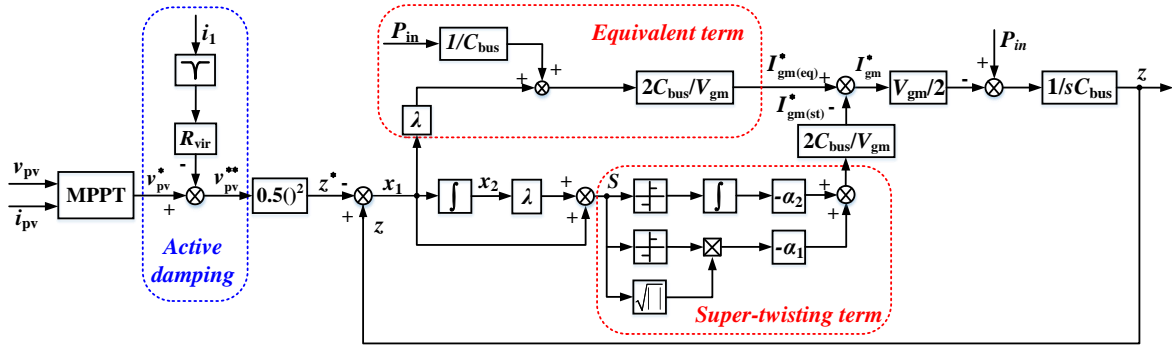 i1
Rvir
-
vpv
ipv
MPPT
v*pv
+
v**pv
0.5()²
Active
damping
z*
-
+
z
x1
∫
x2
λ
+
+
S
Pin
1/Cbus
Equivalent term
+
+
λ
2Cbus/Vgm
I*gm(eq)
+
I*gm
I*gm(st)
-
2Cbus/Vgm
Vgm/2
-
Pin
+
1/sCbus
z
∫
-α2
+
+
-α1
√||
Super-twisting term